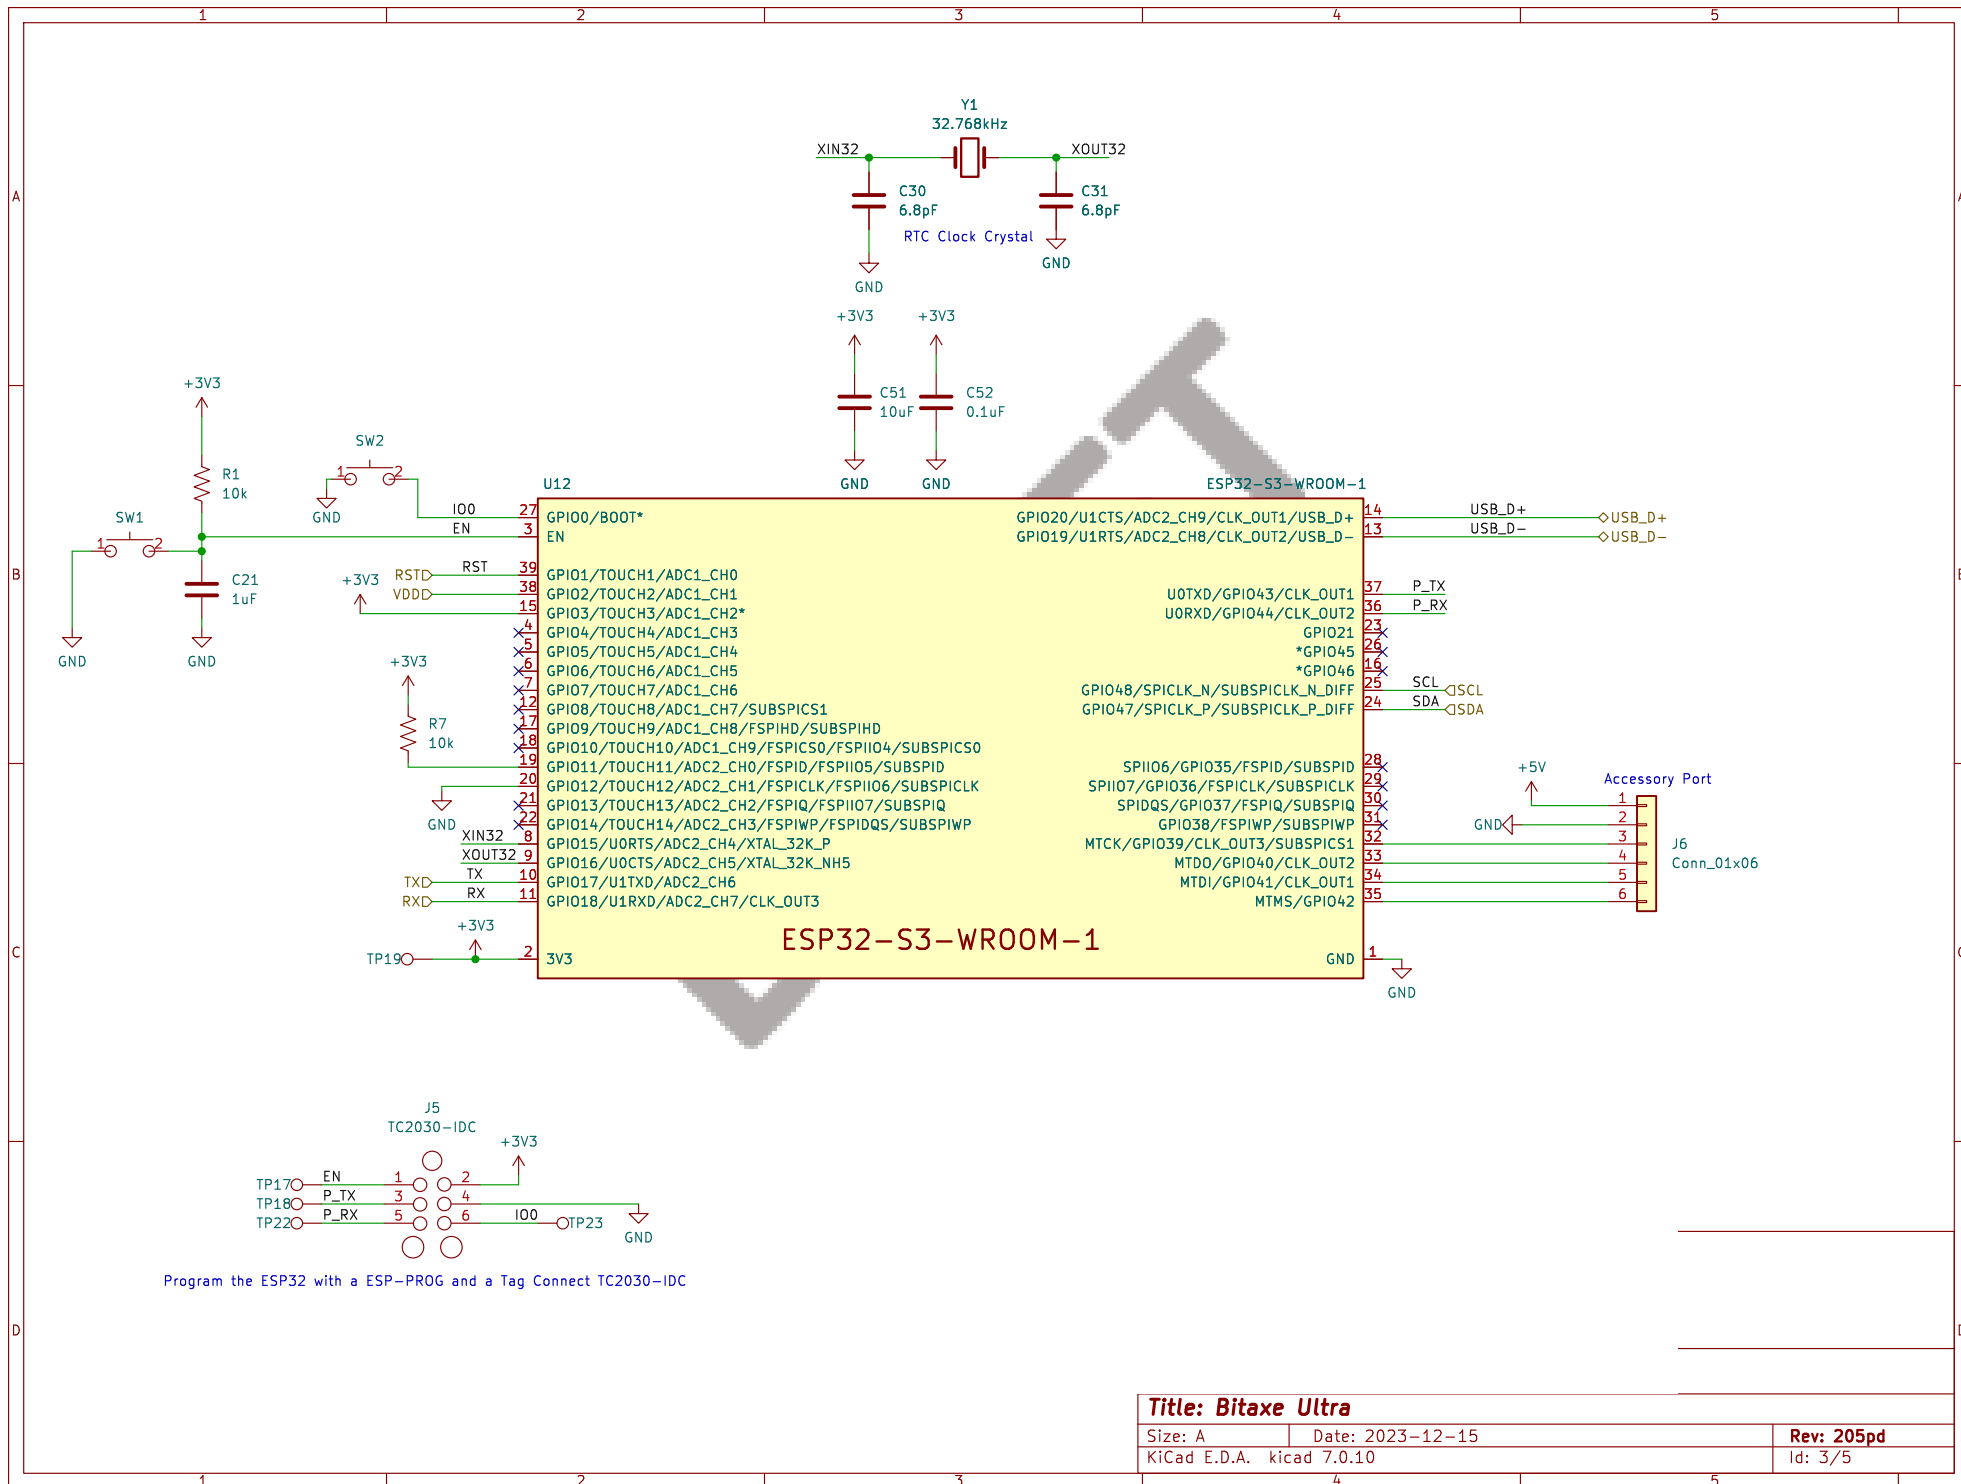 1 2 3 4 5
A
B
C
D
Y1
32.768kHz
XIN32
XOUT32
C30
6.8pF
C31
6.8pF
RTC Clock Crystal
GND
GND
+3V3
+3V3
C51
10uF
C52
0.1uF
GND
GND
+3V3
R1
10k
SW1
1 2
C21
1uF
GND
GND
SW2
1 2
GND
U12
ESP32-S3-WROOM-1
IO0 27 GPIO0/BOOT*
EN 3 EN
RST RST 39 GPIO1/TOUCH1/ADC1_CH0
VDD 38 GPIO2/TOUCH2/ADC1_CH1
+3V3 15 GPIO3/TOUCH3/ADC1_CH2*
4 GPIO4/TOUCH4/ADC1_CH3
5 GPIO5/TOUCH5/ADC1_CH4
6 GPIO6/TOUCH6/ADC1_CH5
7 GPIO7/TOUCH7/ADC1_CH6
12 GPIO8/TOUCH8/ADC1_CH7/SUBSPICS1
17 GPIO9/TOUCH9/ADC1_CH8/FSPIHD/SUBSPIHD
18 GPIO10/TOUCH10/ADC1_CH9/FSPICS0/FSPIIO4/SUBSPICS0
19 GPIO11/TOUCH11/ADC2_CH0/FSPID/FSPIIO5/SUBSPID
20 GPIO12/TOUCH12/ADC2_CH1/FSPICLK/FSPIIO6/SUBSPICLK
21 GPIO13/TOUCH13/ADC2_CH2/FSPIQ/FSPIIO7/SUBSPIQ
22 GPIO14/TOUCH14/ADC2_CH3/FSPIWP/FSPIDQS/SUBSPIWP
XIN32 8 GPIO15/U0RTS/ADC2_CH4/XTAL_32K_P
XOUT32 9 GPIO16/U0CTS/ADC2_CH5/XTAL_32K_NH5
TX TX 10 GPIO17/U1TXD/ADC2_CH6
RX RX 11 GPIO18/U1RXD/ADC2_CH7/CLK_OUT3
+3V3
R7
10k
GND
+3V3
TP19 2 3V3
ESP32-S3-WROOM-1
GPIO20/U1CTS/ADC2_CH9/CLK_OUT1/USB_D+ 14 USB_D+ USB_D+
GPIO19/U1RTS/ADC2_CH8/CLK_OUT2/USB_D- 13 USB_D- USB_D-
U0TXD/GPIO43/CLK_OUT1 37 P_TX
U0RXD/GPIO44/CLK_OUT2 36 P_RX
GPIO21 23
*GPIO45 26
*GPIO46 16
GPIO48/SPICLK_N/SUBSPICLK_N_DIFF 25 SCL SCL
GPIO47/SPICLK_P/SUBSPICLK_P_DIFF 24 SDA SDA
SPIIO6/GPIO35/FSPID/SUBSPID 28
SPIIO7/GPIO36/FSPICLK/SUBSPICLK 29
SPIDQS/GPIO37/FSPIQ/SUBSPIQ 30
GPIO38/FSPIWP/SUBSPIWP 31
MTCK/GPIO39/CLK_OUT3/SUBSPICS1 32
MTDO/GPIO40/CLK_OUT2 33
MTDI/GPIO41/CLK_OUT1 34
MTMS/GPIO42 35
GND 1
GND
+5V
Accessory Port
GND
1
2
3
4
5
6
J6
Conn_01x06
J5
TC2030-IDC
+3V3
TP17 EN 1 2
TP18 P_TX 3 4
TP22 P_RX 5 6 IO0 TP23
GND
Program the ESP32 with a ESP-PROG and a Tag Connect TC2030-IDC
Title: Bitaxe Ultra
Size: A Date: 2023-12-15 Rev: 205pd
KiCad E.D.A. kicad 7.0.10 Id: 3/5
1 2 3 4 5